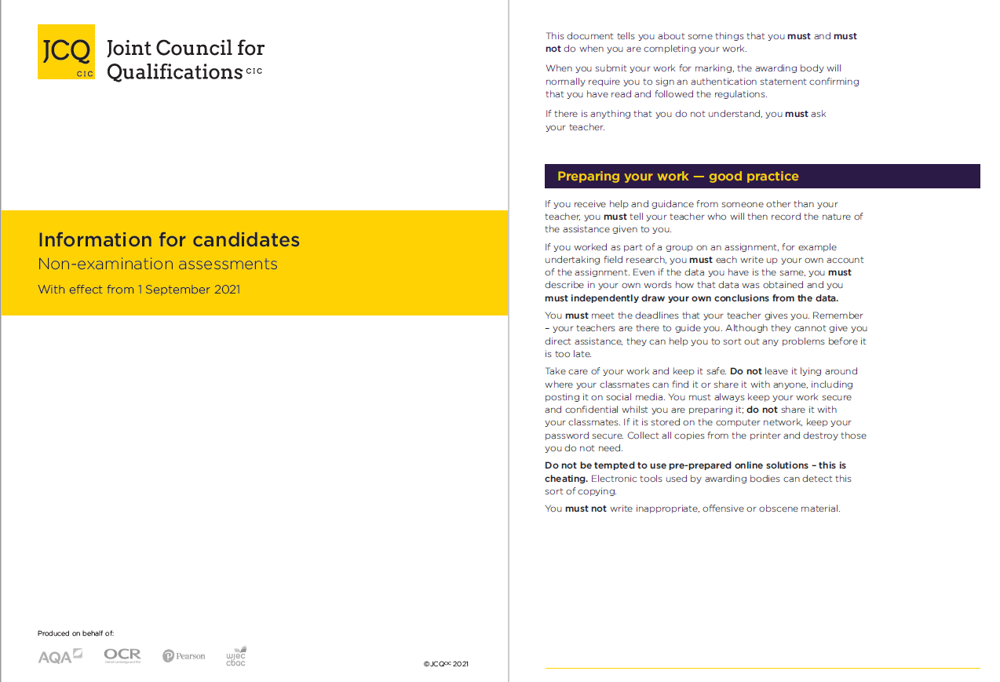 JCQ
CIC
Joint Council for
Qualifications CIC
Information for candidates
Non-examination assessments
With effect from 1 September 2021
Produced on behalf of:
AQA
OCR
Pearson
wjec
cbac
©JCQCIC 2021
This document tells you about some things that you must and must
not do when you are completing your work.
When you submit your work for marking, the awarding body will
normally require you to sign an authentication statement confirming
that you have read and followed the regulations.
If there is anything that you do not understand, you must ask
your teacher.
Preparing your work — good practice
If you receive help and guidance from someone other than your
teacher, you must tell your teacher who will then record the nature of
the assistance given to you.
If you worked as part of a group on an assignment, for example
undertaking field research, you must each write up your own account
of the assignment. Even if the data you have is the same, you must
describe in your own words how that data was obtained and you
must independently draw your own conclusions from the data.
You must meet the deadlines that your teacher gives you. Remember
– your teachers are there to guide you. Although they cannot give you
direct assistance, they can help you to sort out any problems before it
is too late.
Take care of your work and keep it safe. Do not leave it lying around
where your classmates can find it or share it with anyone, including
posting it on social media. You must always keep your work secure
and confidential whilst you are preparing it; do not share it with
your classmates. If it is stored on the computer network, keep your
password secure. Collect all copies from the printer and destroy those
you do not need.
Do not be tempted to use pre-prepared online solutions – this is
cheating. Electronic tools used by awarding bodies can detect this
sort of copying.
You must not write inappropriate, offensive or obscene material.